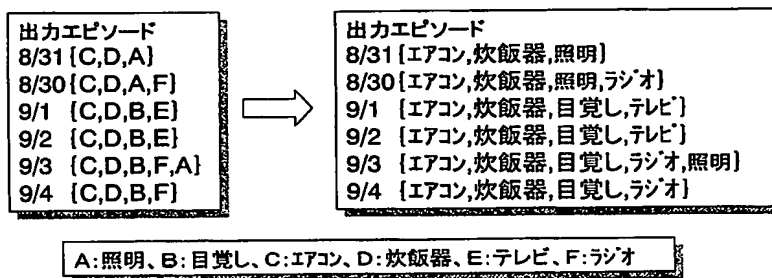 出力エピソード
8/31{C,D,A}
8/30{C,D,A,F}
9/1 {C,D,B,E}
9/2 {C,D,B,E}
9/3 {C,D,B,F,A}
9/4 {C,D,B,F}
出力エピソード
8/31{エアコン,炊飯器,照明}
8/30{エアコン,炊飯器,照明,ラジオ}
9/1 {エアコン,炊飯器,目覚し,テレビ}
9/2 {エアコン,炊飯器,目覚し,テレビ}
9/3 {エアコン,炊飯器,目覚し,ラジオ,照明}
9/4 {エアコン,炊飯器,目覚し,ラジオ}
A:照明、B:目覚し、C:エアコン、D:炊飯器、E:テレビ、F:ラジオ